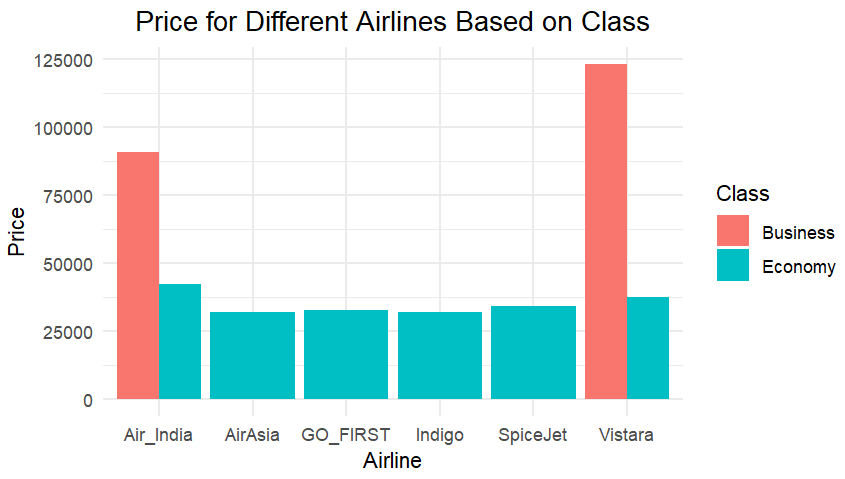 Price for Different Airlines Based on Class
125000
100000
75000
50000
25000
0
Price
Air_India AirAsia GO_FIRST Indigo SpiceJet Vistara
Airline
Class
Business
Economy